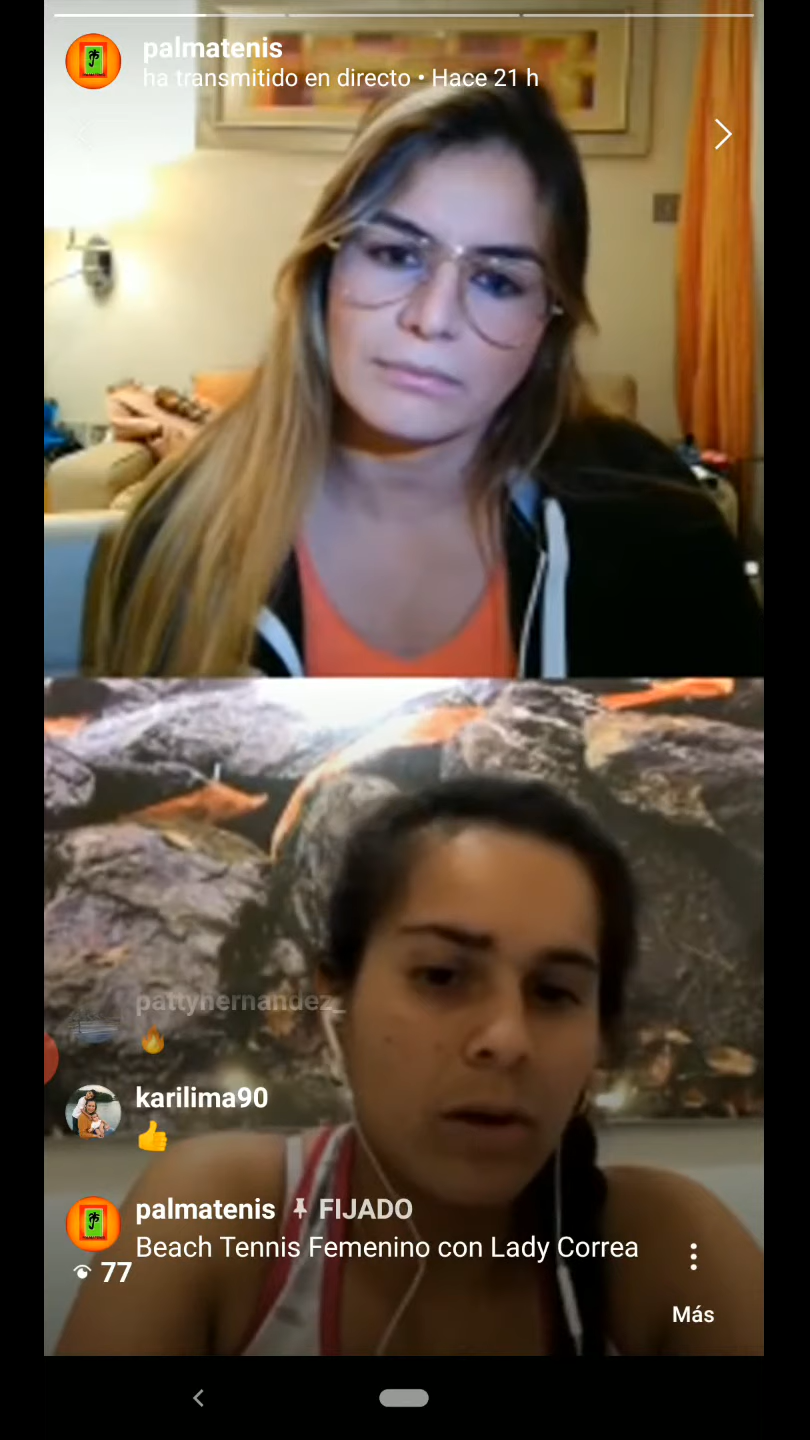 palmatenis
ha transmitido en directo • Hace 21 h
pattyhernandez_
karilima90
palmatenis FIJADO
Beach Tennis Femenino con Lady Correa
77
Más